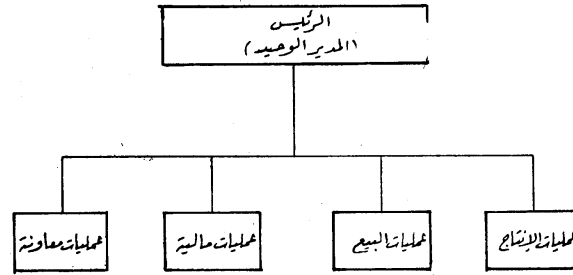 الرئيس
(المدير الوحيد)
عمليات الإنتاج
عمليات البيع
عمليات مالية
عمليات معاونة